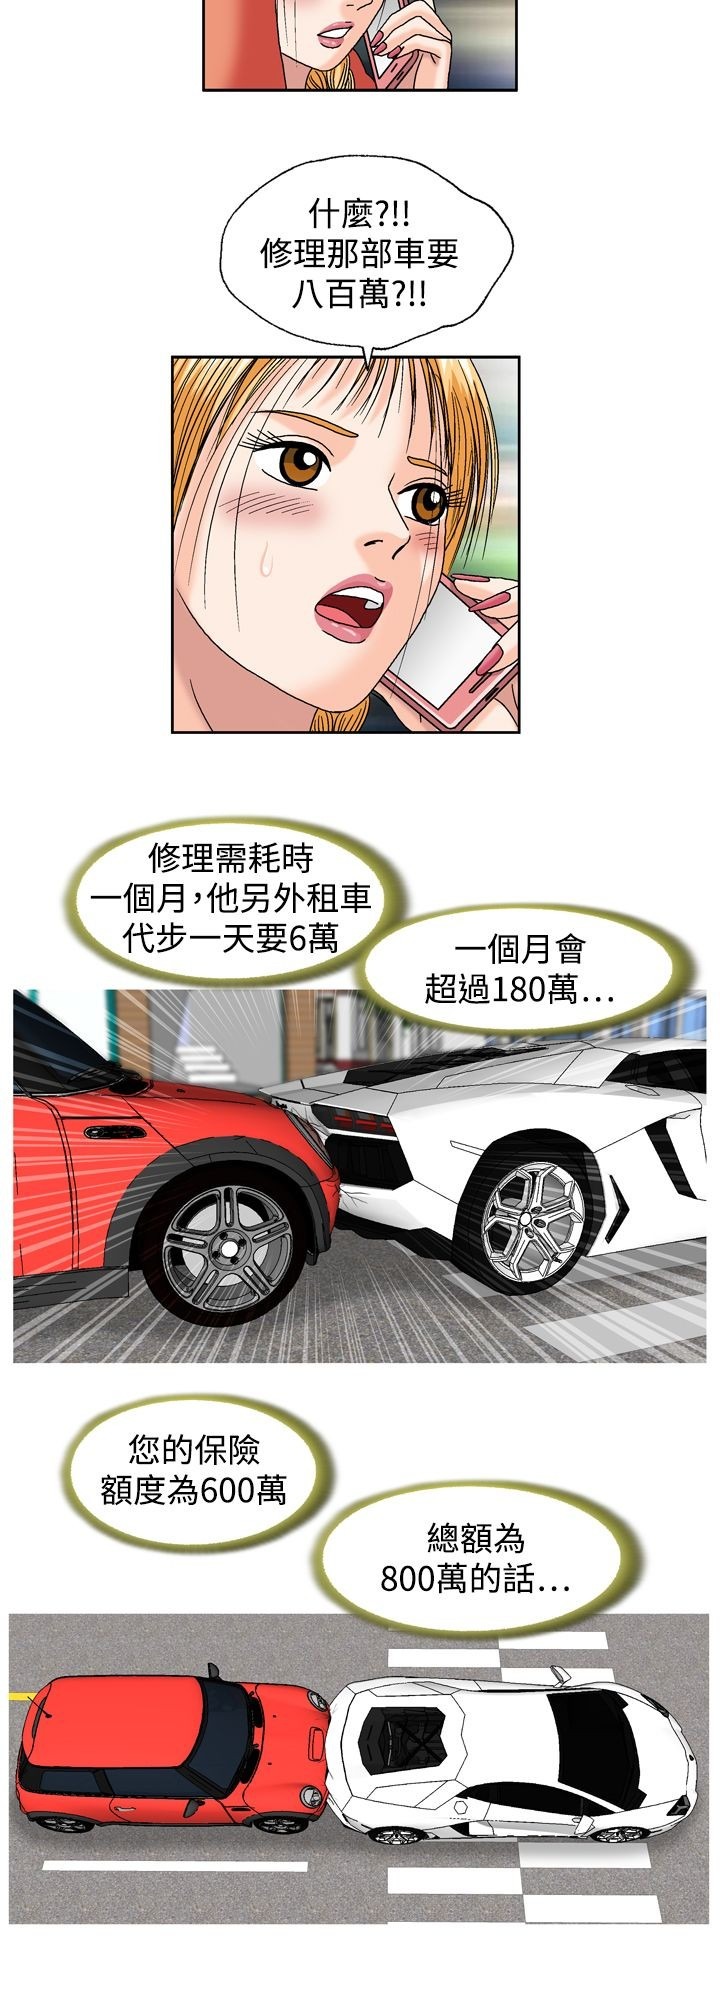 什麼?!!
修理那部車要
八百萬?!!
修理需耗時
一個月，他另外租車
代步一天要6萬
一個月會
超過180萬…
您的保險
額度為600萬
總額為
800萬的話…